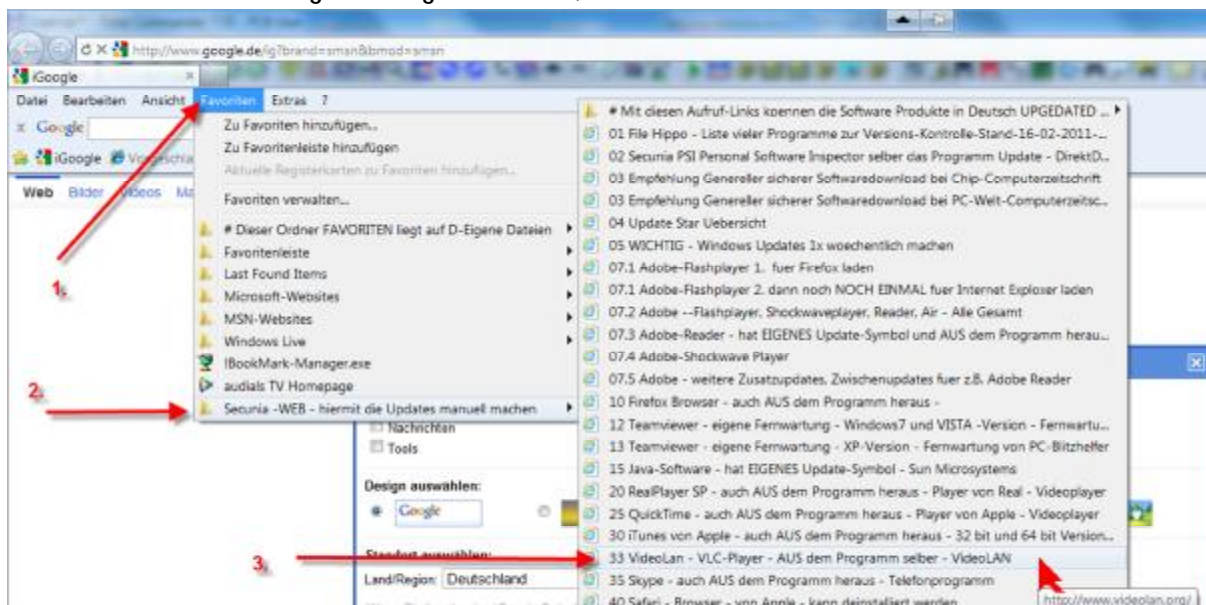 http://www.google.de/ig?brand=smsn&bmod=smsn
iGoogle
Datei Bearbeiten Ansicht Favoriten Extras ?
x Google
iGoogle
Web Bilder Videos
Zu Favoriten hinzufügen...
Zu Favoritenleiste hinzufügen
Aktuelle Registerkarten zu Favoriten hinzufügen...
Favoriten verwalten...
# Dieser Ordner FAVORITEN liegt auf D-Eigene Dateien
Favoritenleiste
Last Found Items
Microsoft-Websites
MSN-Websites
Windows Live
!BookMark-Manager.exe
audials TV Homepage
Secunia -WEB - hiermit die Updates manuell machen
1.
2.
3.
# Mit diesen Aufruf-Links koennen die Software Produkte in Deutsch UPGEDATED ...
01 File Hippo - Liste vieler Programme zur Versions-Kontrolle-Stand-16-02-2011-...
02 Secunia PSI Personal Software Inspector selber das Programm Update - DirektD...
03 Empfehlung Genereller sicherer Softwaredownload bei Chip-Computerzeitschrift
03 Empfehlung Genereller sicherer Softwaredownload bei PC-Welt-Computerzeitsc...
04 Update Star Uebersicht
05 WICHTIG - Windows Updates 1x woechentlich machen
07.1 Adobe-Flashplayer 1. fuer Firefox laden
07.1 Adobe-Flashplayer 2. dann noch NOCH EINMAL fuer Internet Exploxer laden
07.2 Adobe --Flashplayer, Shockwaveplayer, Reader, Air - Alle Gesamt
07.3 Adobe-Reader - hat EIGENES Update-Symbol und AUS dem Programm herau...
07.4 Adobe-Shockwave Player
07.5 Adobe - weitere Zusatzupdates, Zwischenupdates fuer z.B. Adobe Reader
10 Firefox Browser - auch AUS dem Programm heraus -
12 Teamviewer - eigene Fernwartung - Windows7 und VISTA -Version - Fernwartu...
13 Teamviewer - eigene Fernwartung - XP-Version - Fernwartung von PC-Blitzhelfer
15 Java-Software - hat EIGENES Update-Symbol - Sun Microsystems
20 RealPlayer SP - auch AUS dem Programm heraus - Player von Real - Videoplayer
25 QuickTime - auch AUS dem Programm heraus - Player von Apple - Videoplayer
30 iTunes von Apple - auch AUS dem Programm heraus - 32 bit und 64 bit Version...
33 VideoLan - VLC-Player - AUS dem Programm selber - VideoLAN
35 Skype - auch AUS dem Programm heraus - Telefonprogramm
40 Safari - Browser - von Apple - kann deinstalliert werden
http://www.videolan.org/
Nachrichten
Tools
Design auswählen:
Google
Standort auswählen:
Land/Region: Deutschland